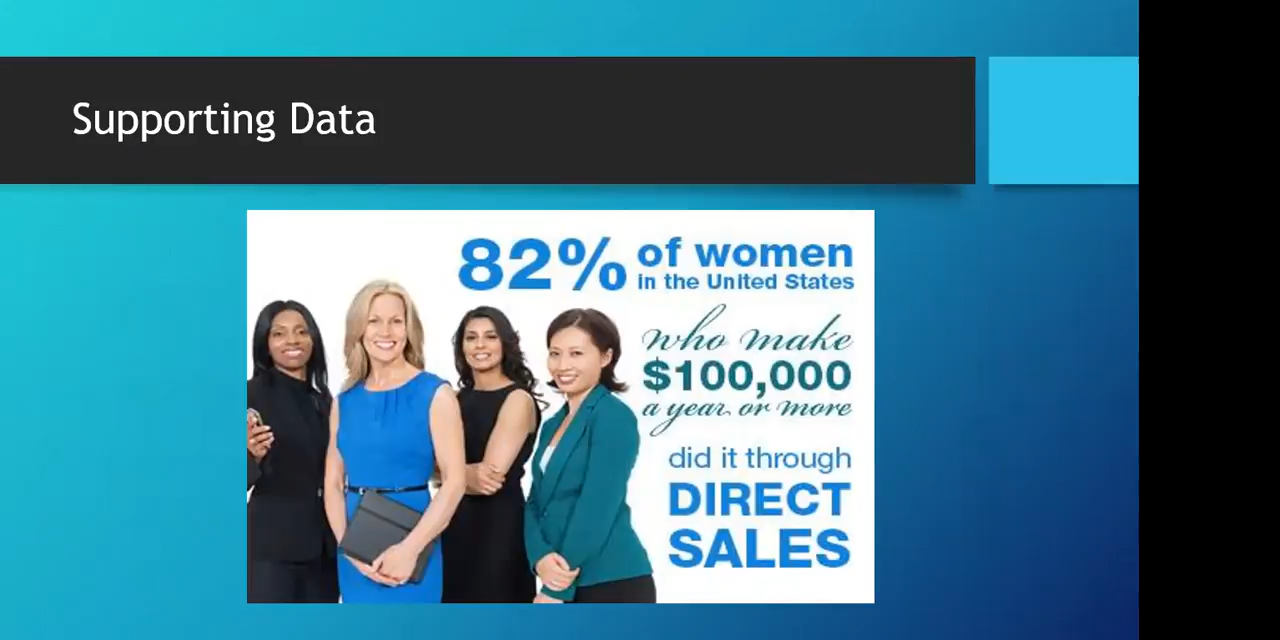 Supporting Data
82% of women
in the United States
who make
$100,000
a year or more
did it through
DIRECT
SALES